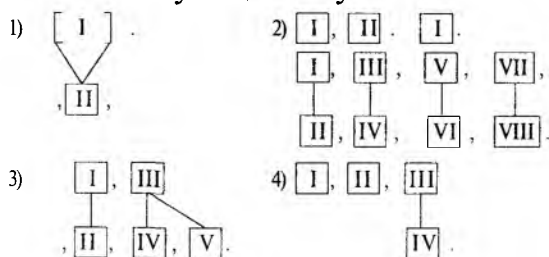 1) [ I ] .
, II ,
2) I , II . I .
I , III , V , VII ,
II , IV , VI , VIII .
3) I , III
, II , IV , V .
4) I , II , III
IV .